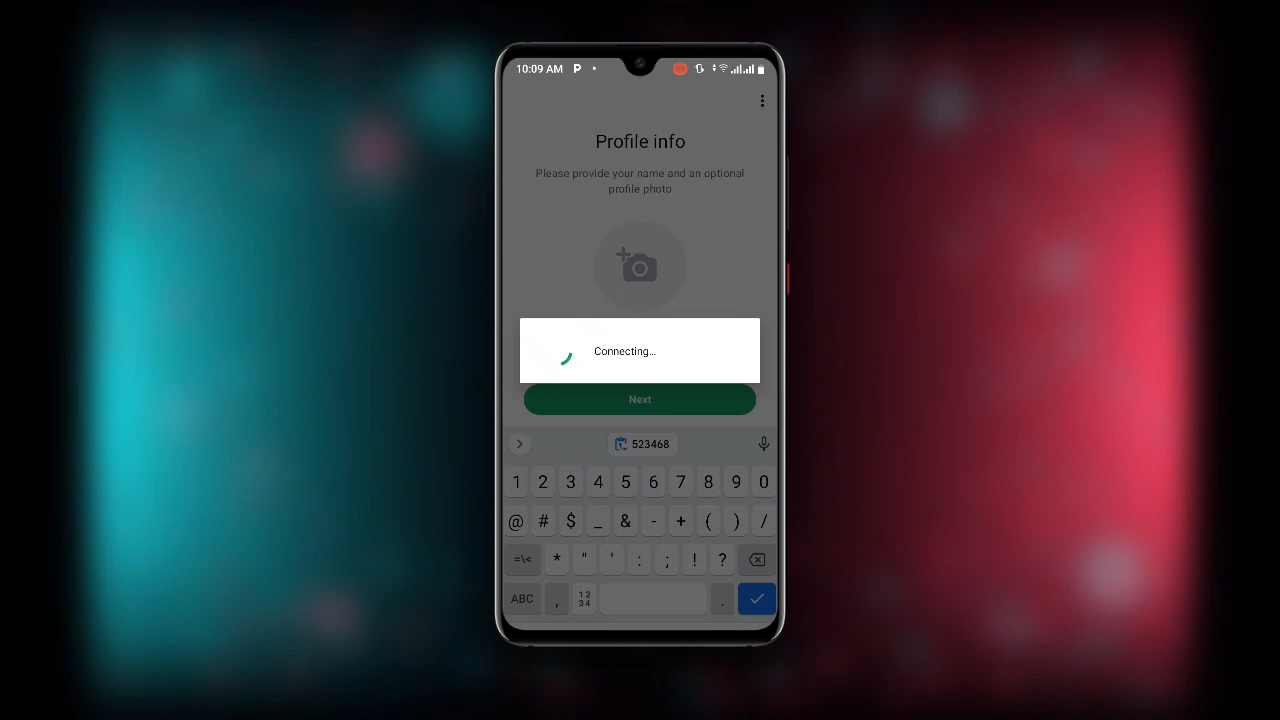 10:09 AM P
Profile info
Please provide your name and an optional
profile photo
Connecting...
Next
523468
1 2 3 4 5 6 7 8 9 0
@ # $ _ & - + ( ) /
=\< * " ' : ; ! ?
ABC , 12 .
34